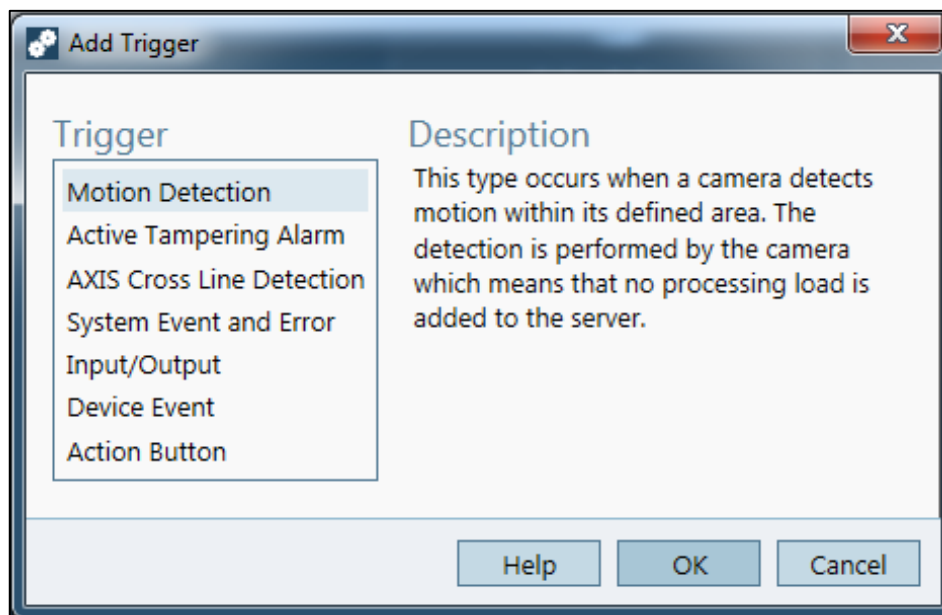 Add Trigger
Trigger
Motion Detection
Active Tampering Alarm
AXIS Cross Line Detection
System Event and Error
Input/Output
Device Event
Action Button
Description
This type occurs when a camera detects
motion within its defined area. The
detection is performed by the camera
which means that no processing load is
added to the server.
Help
OK
Cancel